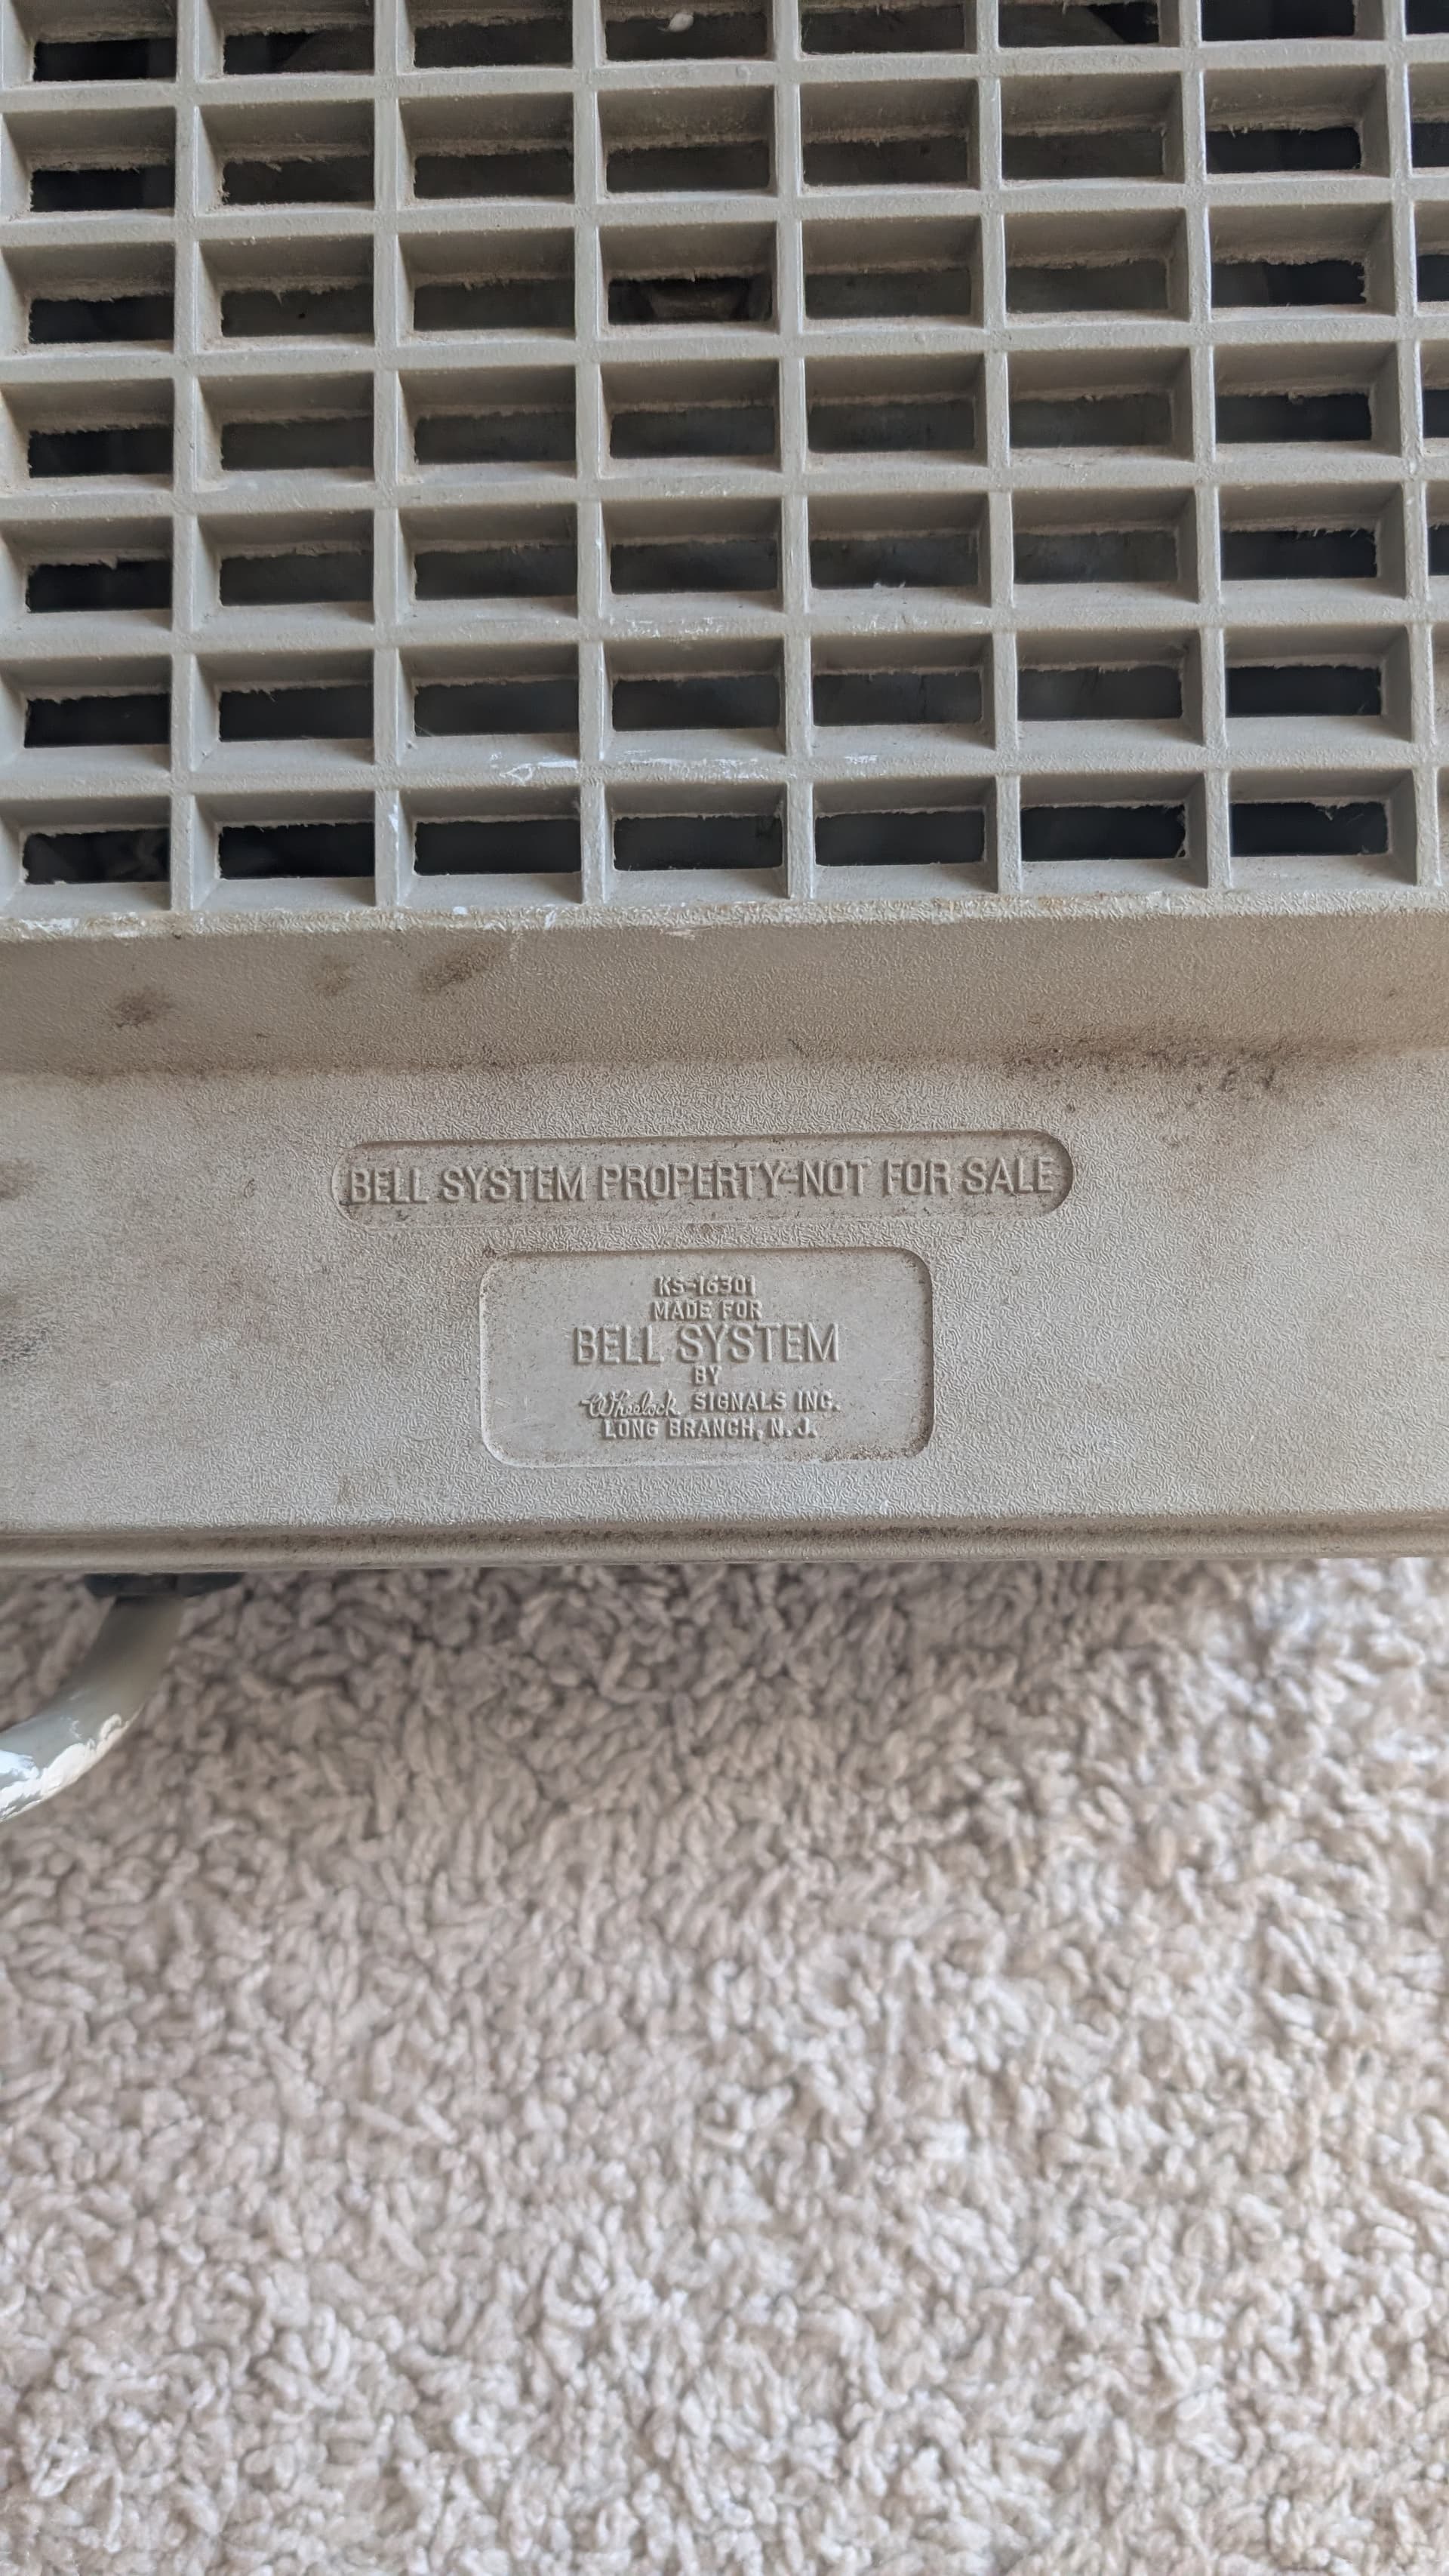 BELL SYSTEM PROPERTY-NOT FOR SALE
KS-16301
MADE FOR
BELL SYSTEM
BY
Wheelock SIGNALS INC.
LONG BRANCH, N.J.